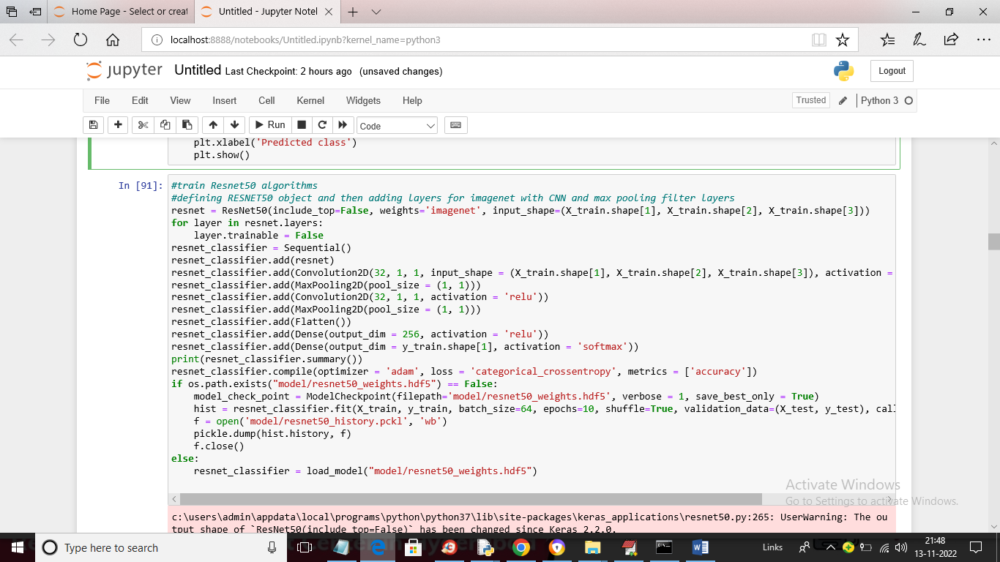 Home Page - Select or creat
Untitled - Jupyter Notel
localhost:8888/notebooks/Untitled.ipynb?kernel_name=python3
jupyter Untitled Last Checkpoint: 2 hours ago (unsaved changes)
Logout
File Edit View Insert Cell Kernel Widgets Help
Trusted
Python 3
Run
Code
plt.xlabel('Predicted class')
plt.show()
In [91]:
#train Resnet50 algorithms
#defining RESNET50 object and then adding layers for imagenet with CNN and max pooling filter layers
resnet = ResNet50(include_top=False, weights='imagenet', input_shape=(X_train.shape[1], X_train.shape[2], X_train.shape[3]))
for layer in resnet.layers:
    layer.trainable = False
resnet_classifier = Sequential()
resnet_classifier.add(resnet)
resnet_classifier.add(Convolution2D(32, 1, 1, input_shape = (X_train.shape[1], X_train.shape[2], X_train.shape[3]), activation =
resnet_classifier.add(MaxPooling2D(pool_size = (1, 1)))
resnet_classifier.add(Convolution2D(32, 1, 1, activation = 'relu'))
resnet_classifier.add(MaxPooling2D(pool_size = (1, 1)))
resnet_classifier.add(Flatten())
resnet_classifier.add(Dense(output_dim = 256, activation = 'relu'))
resnet_classifier.add(Dense(output_dim = y_train.shape[1], activation = 'softmax'))
print(resnet_classifier.summary())
resnet_classifier.compile(optimizer = 'adam', loss = 'categorical_crossentropy', metrics = ['accuracy'])
if os.path.exists("model/resnet50_weights.hdf5") == False:
    model_check_point = ModelCheckpoint(filepath='model/resnet50_weights.hdf5', verbose = 1, save_best_only = True)
    hist = resnet_classifier.fit(X_train, y_train, batch_size=64, epochs=10, shuffle=True, validation_data=(X_test, y_test), call
    f = open('model/resnet50_history.pckl', 'wb')
    pickle.dump(hist.history, f)
    f.close()
else:
    resnet_classifier = load_model("model/resnet50_weights.hdf5")
Activate Windows
Go to Settings to activate Windows.
c:\users\admin\appdata\local\programs\python\python37\lib\site-packages\keras_applications\resnet50.py:265: UserWarning: The ou
tput shape of `ResNet50(include_top=False)` has been changed since Keras 2.2.0.
Type here to search
Links
21:48
13-11-2022